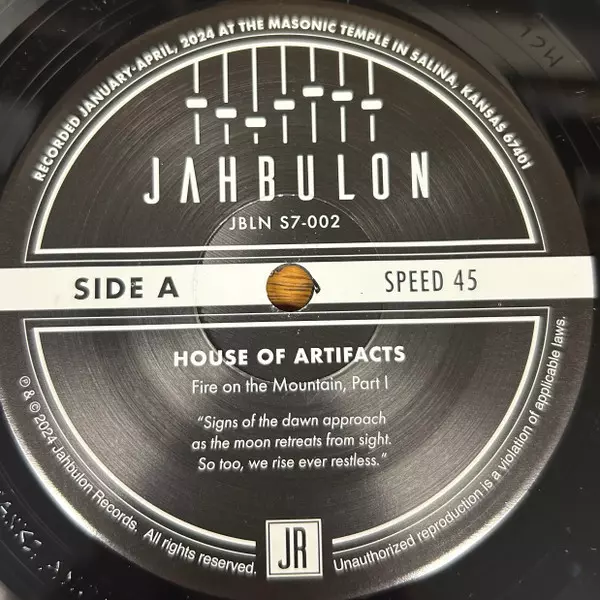 RECORDED JANUARY-APRIL, 2024 AT THE MASONIC TEMPLE IN SALINA, KANSAS 67401
JAHBULON
JBLN S7-002
SIDE A
SPEED 45
HOUSE OF ARTIFACTS
Fire on the Mountain, Part I
“Signs of the dawn approach
as the moon retreats from sight.
So too, we rise ever restless.”
℗ & © 2024 Jahbulon Records. All rights reserved.
JR
Unauthorized reproduction is a violation of applicable laws.